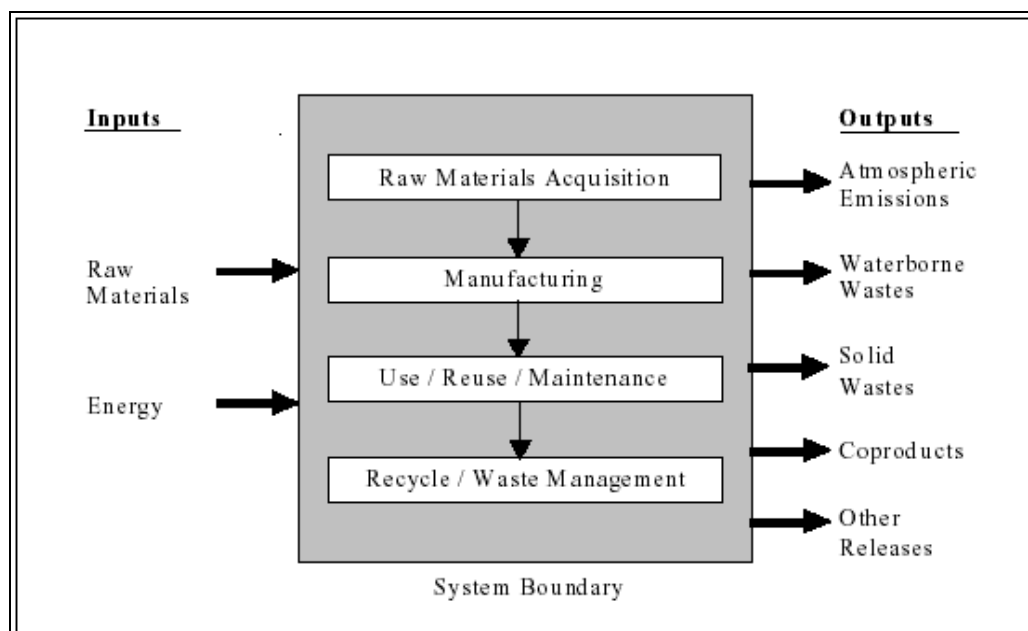 Inputs
Raw
Materials
Energy
Raw Materials Acquisition
Manufacturing
Use / Reuse / Maintenance
Recycle / Waste Management
System Boundary
Outputs
Atmospheric
Emissions
Waterborne
Wastes
Solid
Wastes
Coproducts
Other
Releases